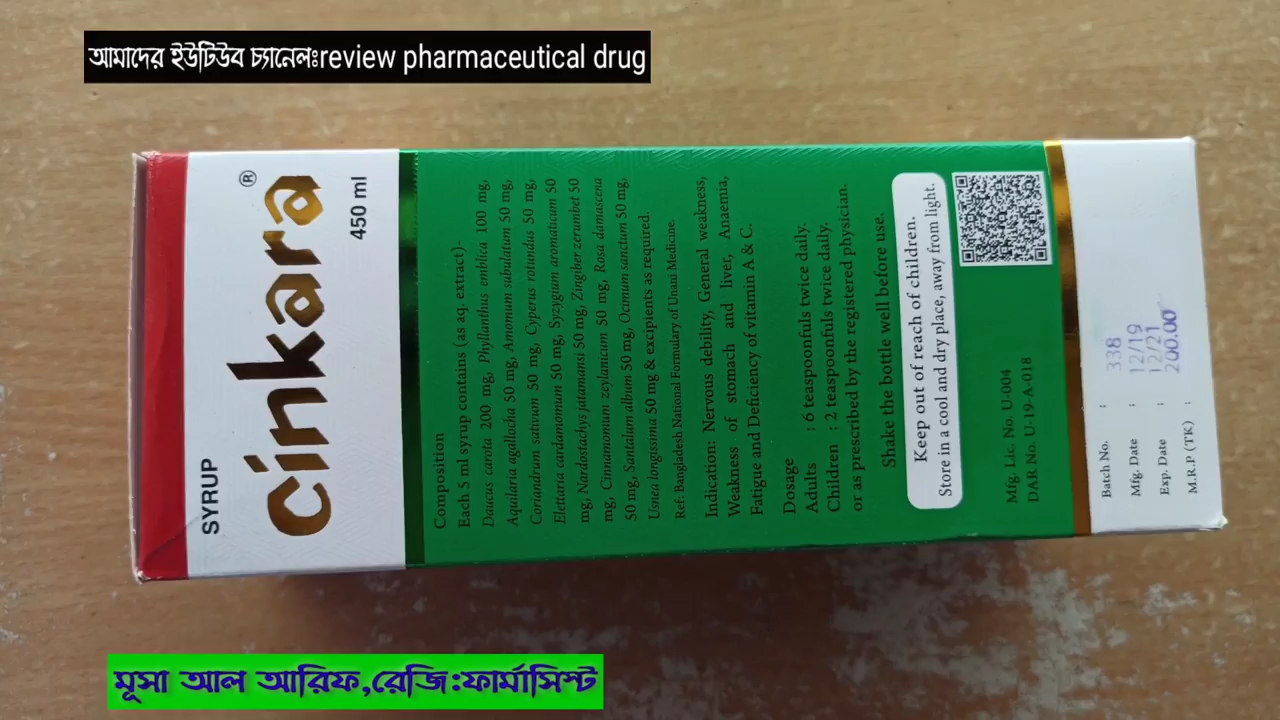 আমাদের ইউটিউব চ্যানেলঃreview pharmaceutical drug
SYRUP
cinkara®
450 ml
Composition
Each 5 ml syrup contains (as aq. extract)-
Daucus carota 200 mg, Phyllanthus emblica 100 mg,
Aquilaria agallocha 50 mg, Amomum subulatum 50 mg,
Coriandrum sativum 50 mg, Cyperus rotundus 50 mg,
Elettaria cardamomum 50 mg, Syzygium aromaticum 50
mg, Nardostachys jatamansi 50 mg, Zingiber zerumbet 50
mg, Cinnamomum zeylanicum 50 mg, Rosa damascena
50 mg, Santalum album 50 mg, Ocimum sanctum 50 mg,
Usnea longissima 50 mg & excipients as required.
Ref: Bangladesh National Formulary of Unani Medicine.
Indication: Nervous debility, General weakness,
Weakness of stomach and liver, Anaemia,
Fatigue and Deficiency of vitamin A & C.
Dosage
Adults : 6 teaspoonfuls twice daily.
Children : 2 teaspoonfuls twice daily.
or as prescribed by the registered physician.
Shake the bottle well before use.
Keep out of reach of children.
Store in a cool and dry place, away from light.
Mfg. Lic. No. U-004
DAR No. U-19-A-018
Batch No. : 338
Mfg. Date : 12/19
Exp. Date : 12/21
M.R.P (TK) : 200.00
মূসা আল আরিফ,রেজি:ফার্মাসিস্ট